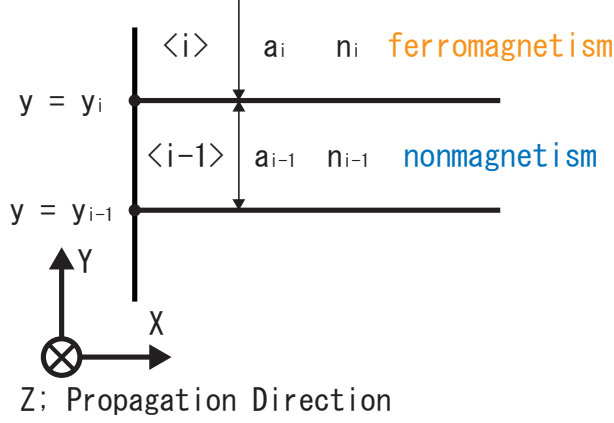 <i> aᵢ nᵢ ferromagnetism
y = yᵢ
<i-1> aᵢ₋₁ nᵢ₋₁ nonmagnetism
y = yᵢ₋₁
Y
X
Z; Propagation Direction